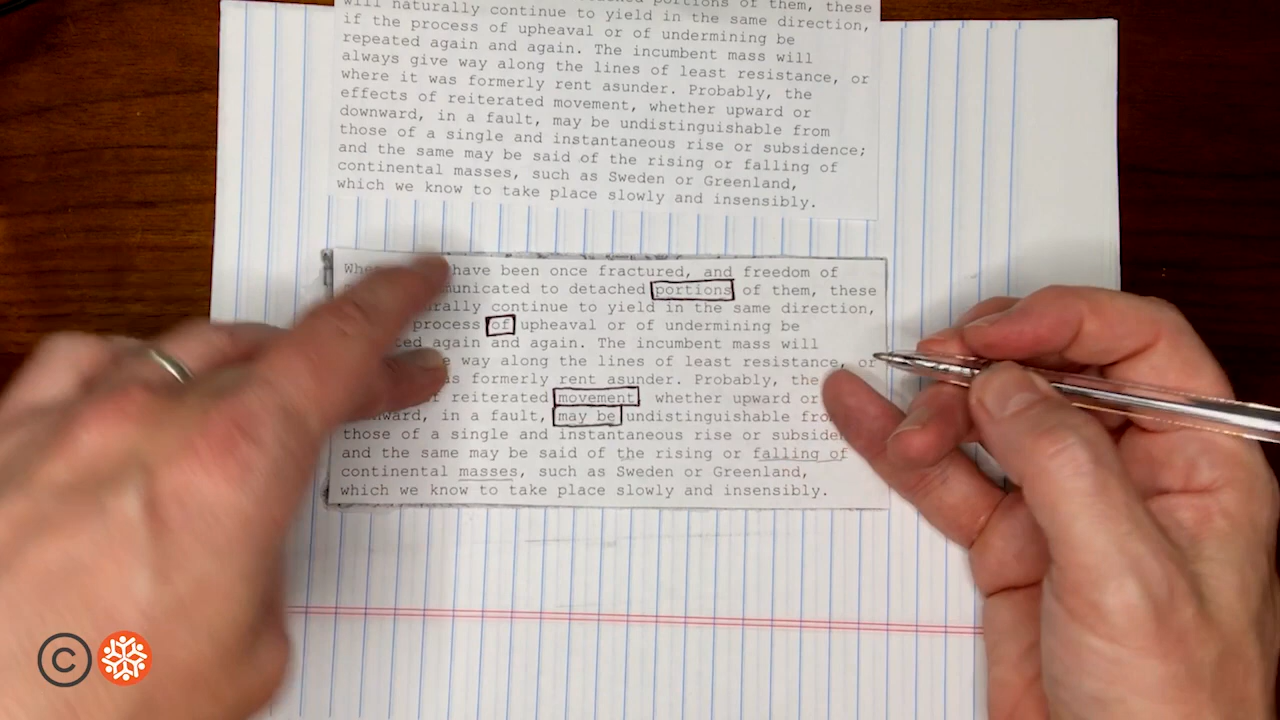 portions of them, these
will naturally continue to yield in the same direction,
if the process of upheaval or of undermining be
repeated again and again. The incumbent mass will
always give way along the lines of least resistance, or
where it was formerly rent asunder. Probably, the
effects of reiterated movement, whether upward or
downward, in a fault, may be undistinguishable from
those of a single and instantaneous rise or subsidence;
and the same may be said of the rising or falling of
continental masses, such as Sweden or Greenland,
which we know to take place slowly and insensibly.
have been once fractured, and freedom of
to detached portions of them, these
continue to yield in the same direction,
process of upheaval or of undermining be
again and again. The incumbent mass will
way along the lines of least resistance, or
formerly rent asunder. Probably, the
reiterated movement, whether upward or
in a fault, may be undistinguishable
those of a single and instantaneous rise or
and the same may be said of the rising or falling of
continental masses, such as Sweden or Greenland,
which we know to take place slowly and insensibly.
©